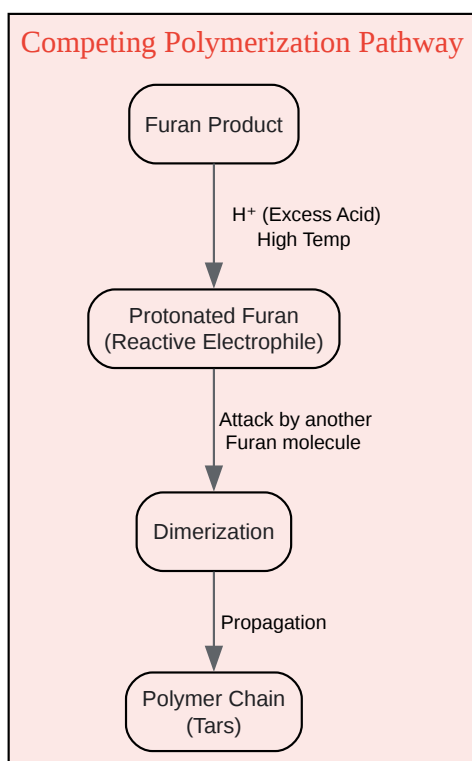 Competing Polymerization Pathway
Furan Product
H⁺ (Excess Acid)
High Temp
Protonated Furan
(Reactive Electrophile)
Attack by another
Furan molecule
Dimerization
Propagation
Polymer Chain
(Tars)